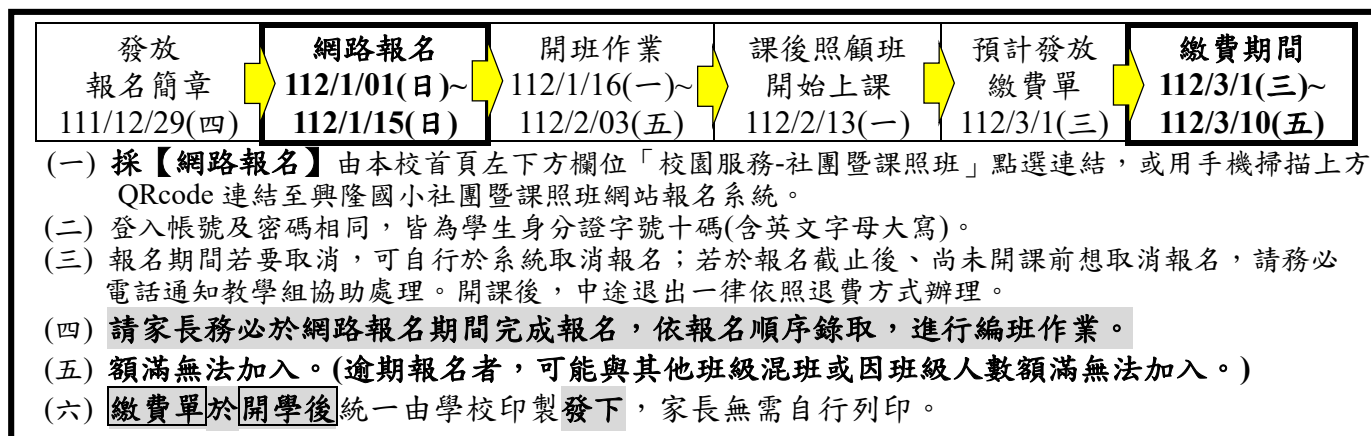 發放
報名簡章
111/12/29(四)
網路報名
112/1/01(日)~
112/1/15(日)
開班作業
112/1/16(一)~
112/2/03(五)
課後照顧班
開始上課
112/2/13(一)
預計發放
繳費單
112/3/1(三)
繳費期間
112/3/1(三)~
112/3/10(五)
(一) 採【網路報名】由本校首頁左下方欄位「校園服務-社團暨課照班」點選連結，或用手機掃描上方
QRcode 連結至興隆國小社團暨課照班網站報名系統。
(二) 登入帳號及密碼相同，皆為學生身分證字號十碼(含英文字母大寫)。
(三) 報名期間若要取消，可自行於系統取消報名；若於報名截止後、尚未開課前想取消報名，請務必
電話通知教學組協助處理。開課後，中途退出一律依照退費方式辦理。
(四) 請家長務必於網路報名期間完成報名，依報名順序錄取，進行編班作業。
(五) 額滿無法加入。(逾期報名者，可能與其他班級混班或因班級人數額滿無法加入。)
(六) 繳費單於開學後統一由學校印製發下，家長無需自行列印。